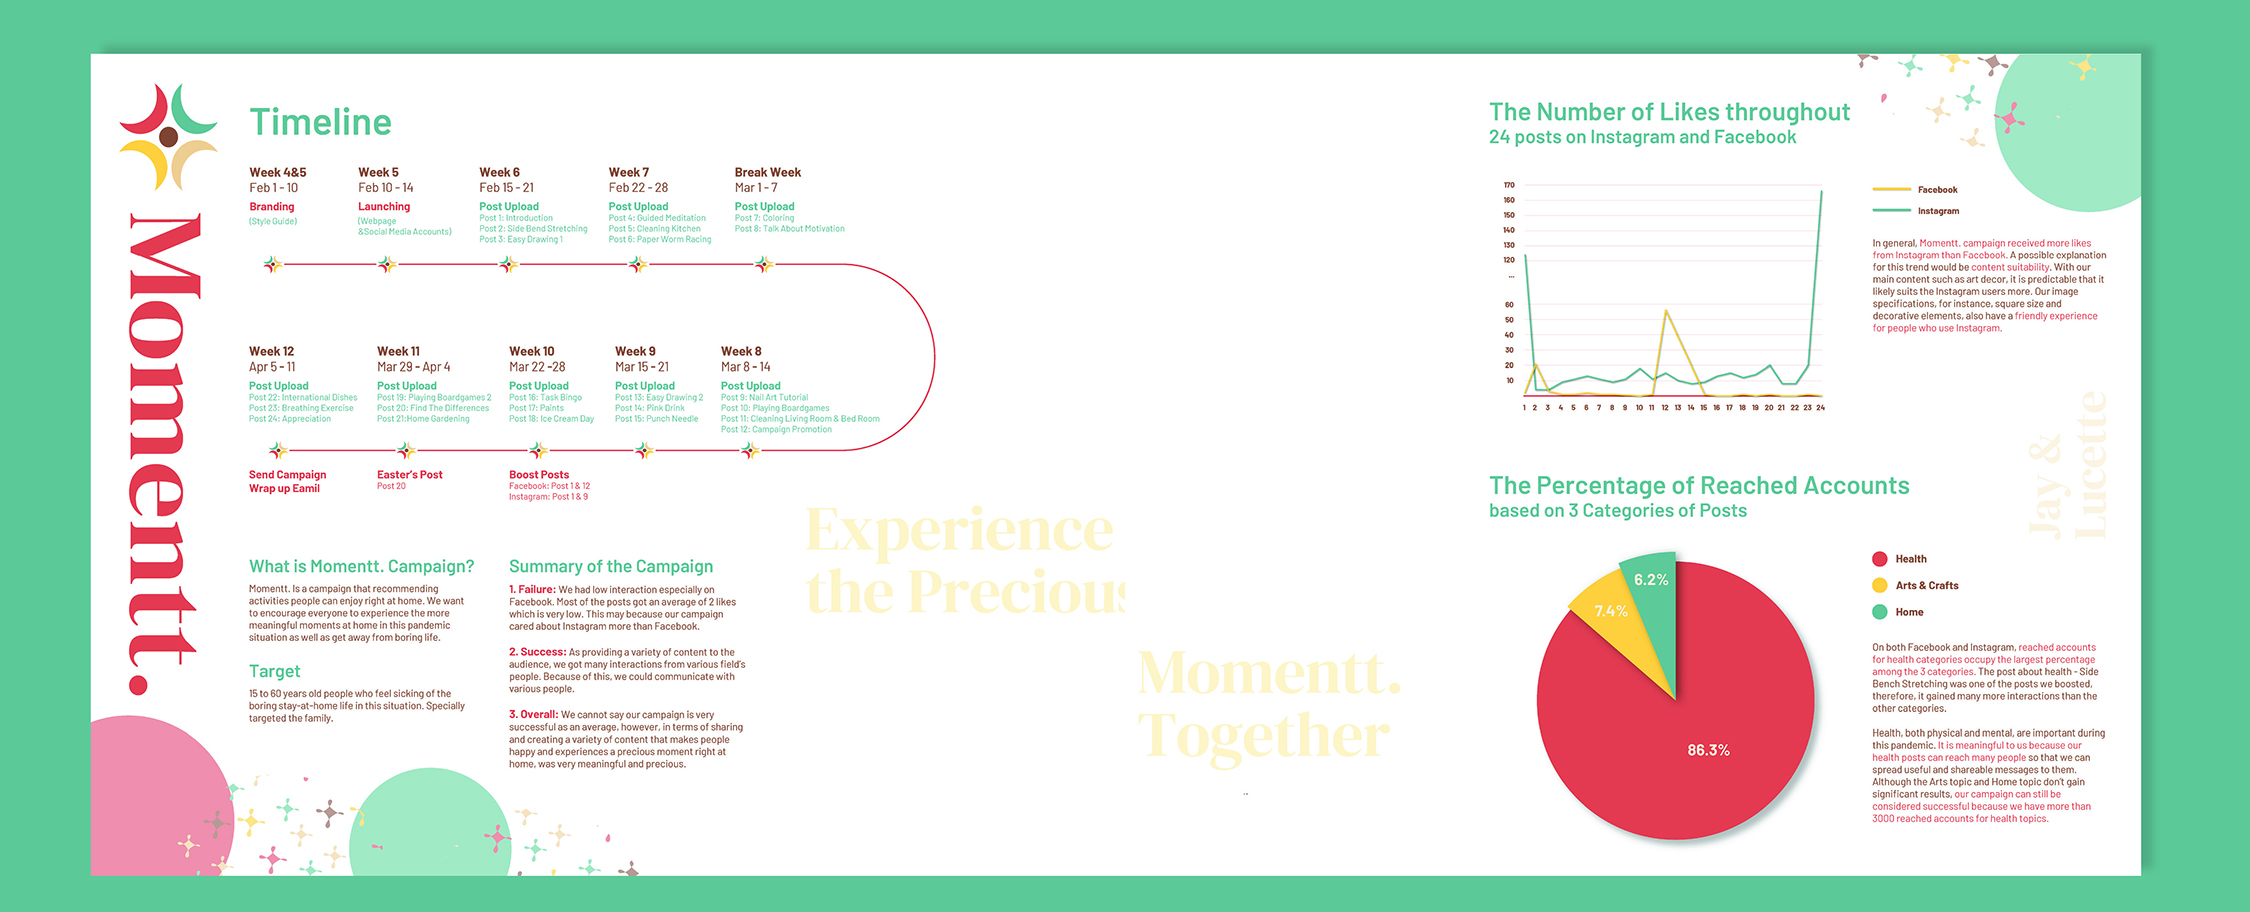 Momentt.
Timeline
Week 4&5
Feb 1 - 10
Branding
(Style Guide)
Week 5
Feb 10 - 14
Launching
(Webpage
&Social Media Accounts)
Week 6
Feb 15 - 21
Post Upload
Post 1: Introduction
Post 2: Side Bend Stretching
Post 3: Easy Drawing 1
Week 7
Feb 22 - 28
Post Upload
Post 4: Guided Meditation
Post 5: Cleaning Kitchen
Post 6: Paper Worm Racing
Break Week
Mar 1 - 7
Post Upload
Post 7: Coloring
Post 8: Talk About Motivation
Week 12
Apr 5 - 11
Post Upload
Post 22: International Dishes
Post 23: Breathing Exercise
Post 24: Appreciation
Send Campaign
Wrap up Eamil
Week 11
Mar 29 - Apr 4
Post Upload
Post 19: Playing Boardgames 2
Post 20: Find The Differences
Post 21:Home Gardening
Easter's Post
Post 20
Week 10
Mar 22 -28
Post Upload
Post 16: Task Bingo
Post 17: Paints
Post 18: Ice Cream Day
Boost Posts
Facebook: Post 1 & 12
Instagram: Post 1 & 9
Week 9
Mar 15 - 21
Post Upload
Post 13: Easy Drawing 2
Post 14: Pink Drink
Post 15: Punch Needle
Week 8
Mar 8 - 14
Post Upload
Post 9: Nail Art Tutorial
Post 10: Playing Boardgames
Post 11: Cleaning Living Room & Bed Room
Post 12: Campaign Promotion
What is Momentt. Campaign?
Momentt. Is a campaign that recommending
activities people can enjoy right at home. We want
to encourage everyone to experience the more
meaningful moments at home in this pandemic
situation as well as get away from boring life.
Target
15 to 60 years old people who feel sicking of the
boring stay-at-home life in this situation. Specially
targeted the family.
Summary of the Campaign
1. Failure: We had low interaction especially on
Facebook. Most of the posts got an average of 2 likes
which is very low. This may because our campaign
cared about Instagram more than Facebook.
2. Success: As providing a variety of content to the
audience, we got many interactions from various field's
people. Because of this, we could communicate with
various people.
3. Overall: We cannot say our campaign is very
successful as an average, however, in terms of sharing
and creating a variety of content that makes people
happy and experiences a precious moment right at
home, was very meaningful and precious.
Experience
the Precious
Momentt.
Together
The Number of Likes throughout
24 posts on Instagram and Facebook
170
160
150
140
130
120
...
60
50
40
30
20
10
1 2 3 4 5 6 7 8 9 10 11 12 13 14 15 16 17 18 19 20 21 22 23 24
Facebook
Instagram
In general, Momentt. campaign received more likes
from Instagram than Facebook. A possible explanation
for this trend would be content suitability. With our
main content such as art decor, it is predictable that it
likely suits the Instagram users more. Our image
specifications, for instance, square size and
decorative elements, also have a friendly experience
for people who use Instagram.
Jay &
Lucette
The Percentage of Reached Accounts
based on 3 Categories of Posts
6.2%
7.4%
86.3%
Health
Arts & Crafts
Home
On both Facebook and Instagram, reached accounts
for health categories occupy the largest percentage
among the 3 categories. The post about health - Side
Bench Stretching was one of the posts we boosted,
therefore, it gained many more interactions than the
other categories.
Health, both physical and mental, are important during
this pandemic. It is meaningful to us because our
health posts can reach many people so that we can
spread useful and shareable messages to them.
Although the Arts topic and Home topic don't gain
significant results, our campaign can still be
considered successful because we have more than
3000 reached accounts for health topics.